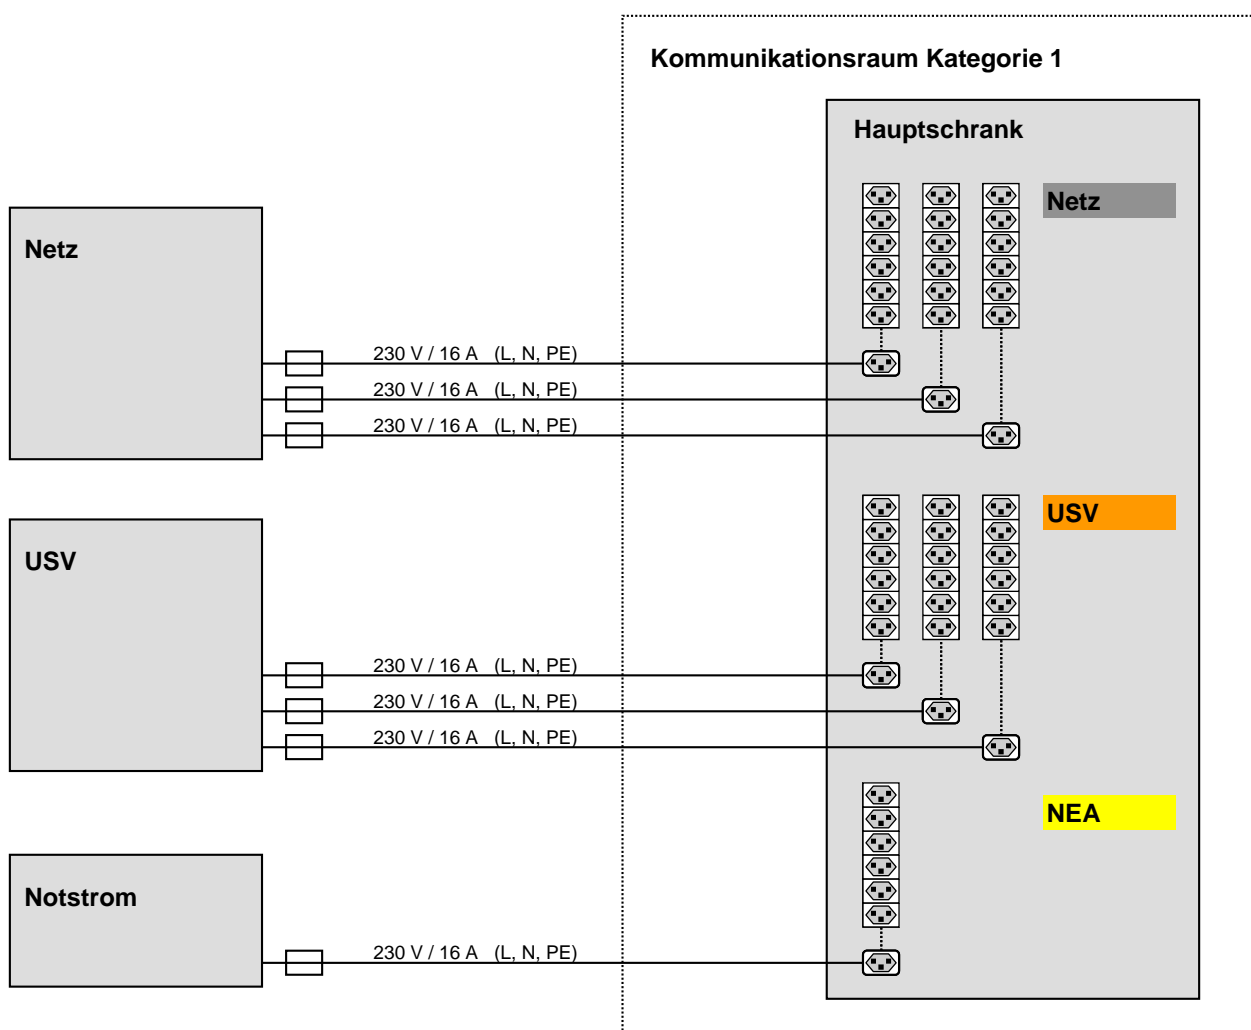 Kommunikationsraum Kategorie 1
Hauptschrank
Netz
Netz
230 V / 16 A (L, N, PE)
230 V / 16 A (L, N, PE)
230 V / 16 A (L, N, PE)
USV
USV
230 V / 16 A (L, N, PE)
230 V / 16 A (L, N, PE)
230 V / 16 A (L, N, PE)
NEA
Notstrom
230 V / 16 A (L, N, PE)